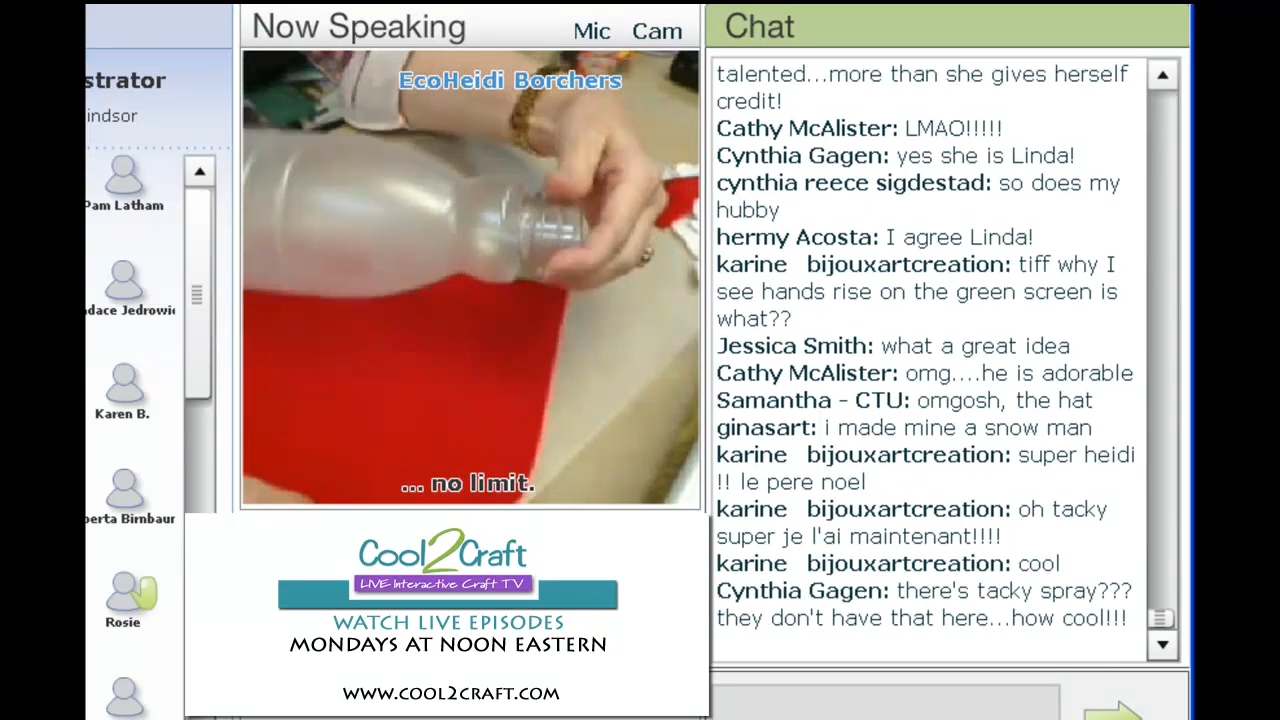 strator
indsor
Pam Latham
dace Jedrowi
Karen B.
erta Birnbaur
Rosie
Now Speaking
Mic Cam
EcoHeidi Borchers
... no limit.
Cool2Craft
LIVE Interactive Craft TV
WATCH LIVE EPISODES
MONDAYS AT NOON EASTERN
WWW.COOL2CRAFT.COM
Chat
talented...more than she gives herself
credit!
Cathy McAlister: LMAO!!!!!
Cynthia Gagen: yes she is Linda!
cynthia reece sigdestad: so does my
hubby
hermy Acosta: I agree Linda!
karine bijouxartcreation: tiff why I
see hands rise on the green screen is
what??
Jessica Smith: what a great idea
Cathy McAlister: omg....he is adorable
Samantha - CTU: omgosh, the hat
ginasart: i made mine a snow man
karine bijouxartcreation: super heidi
!! le pere noel
karine bijouxartcreation: oh tacky
super je l'ai maintenant!!!!
karine bijouxartcreation: cool
Cynthia Gagen: there's tacky spray???
they don't have that here...how cool!!!